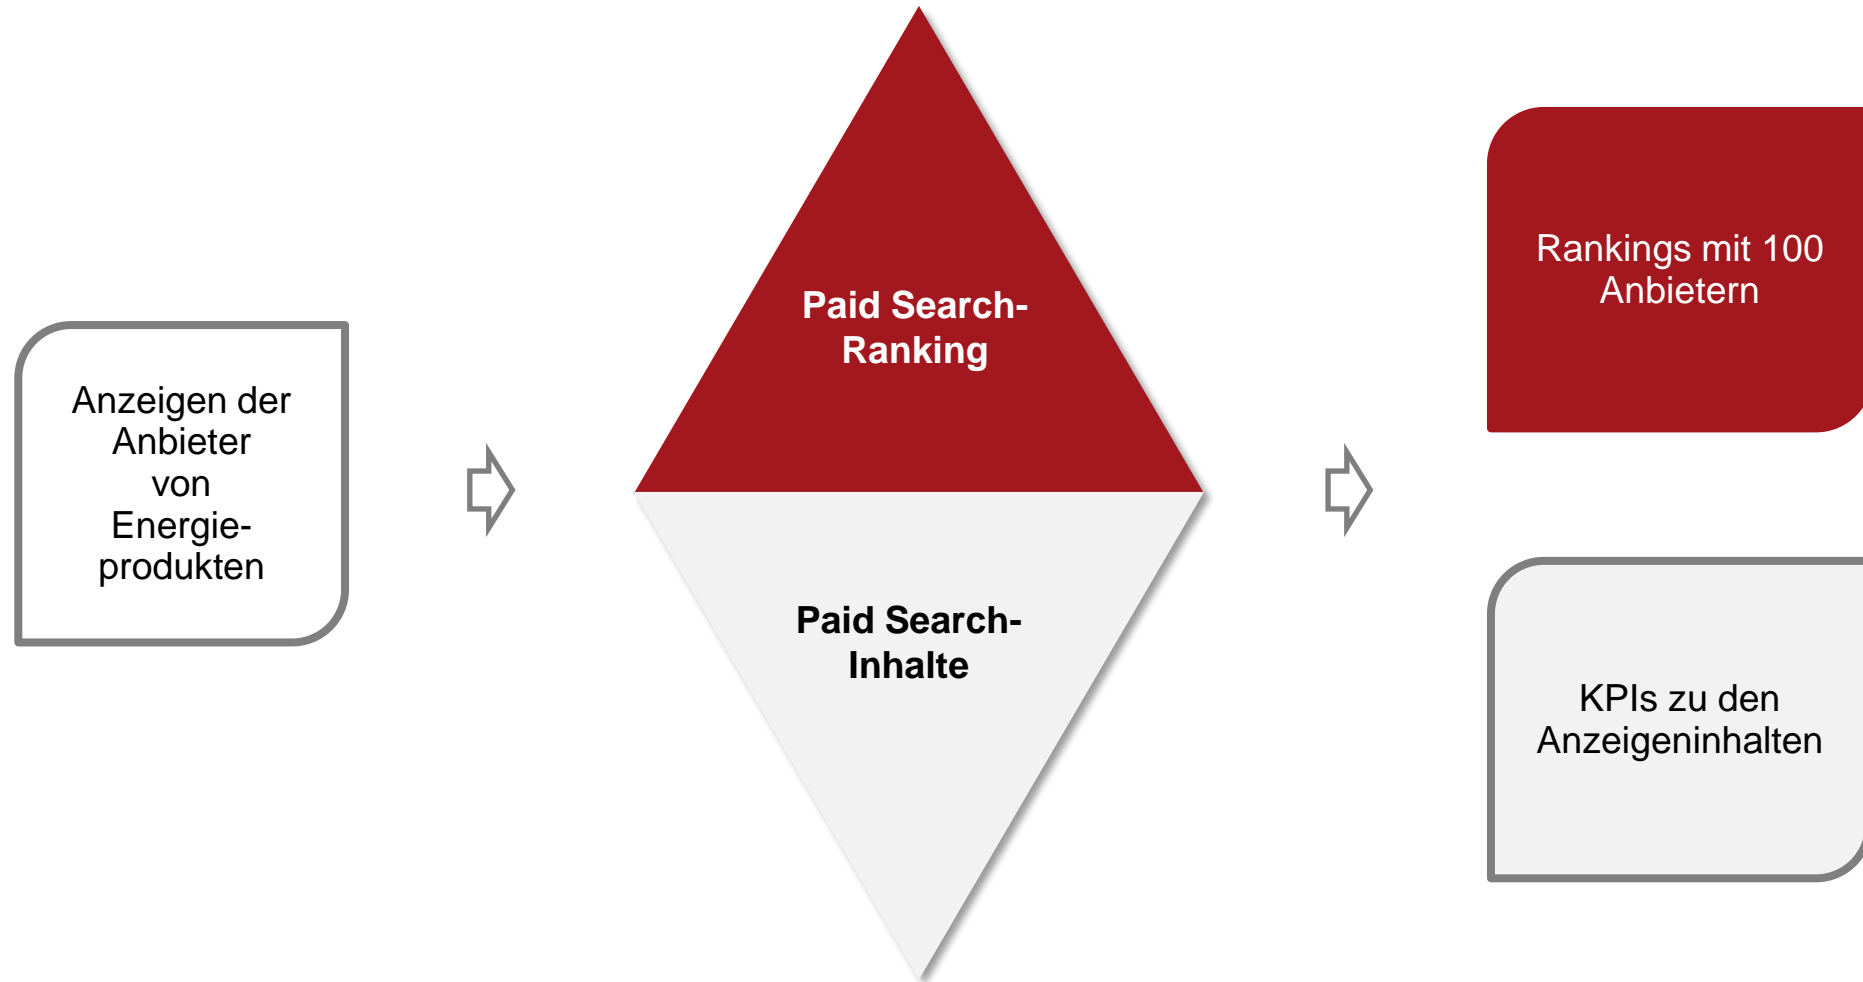 Anzeigen der
Anbieter
von
Energie-
produkten
Paid Search-
Ranking
Paid Search-
Inhalte
Rankings mit 100
Anbietern
KPIs zu den
Anzeigeninhalten